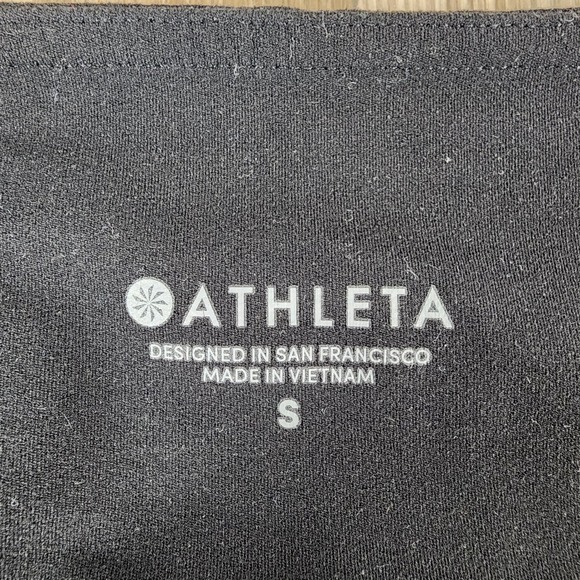 ATHLETA
DESIGNED IN SAN FRANCISCO
MADE IN VIETNAM
S